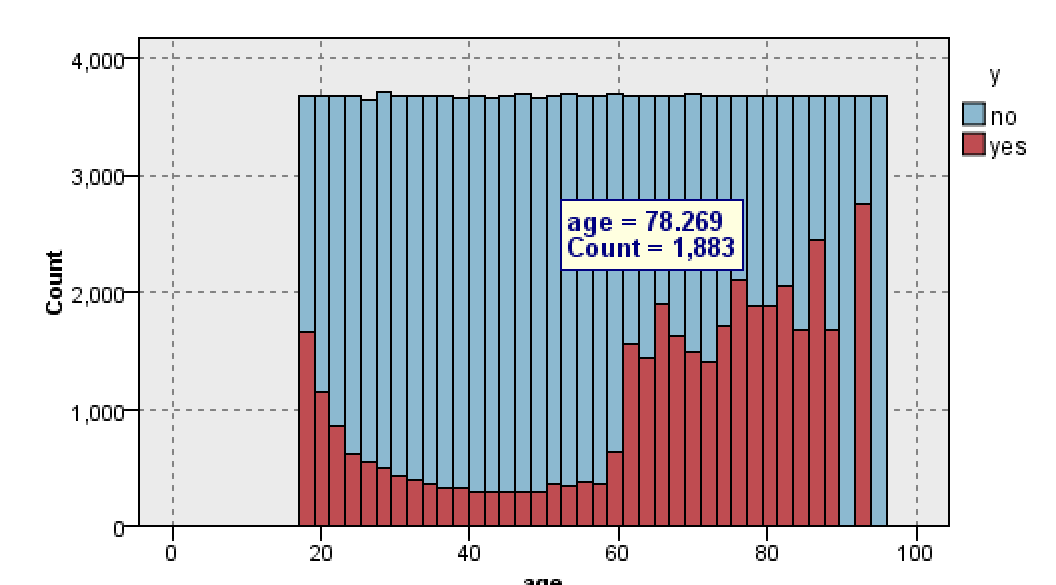 4,000
3,000
2,000
1,000
0
Count
0
20
40
60
80
100
age
age = 78.269
Count = 1,883
y
no
yes